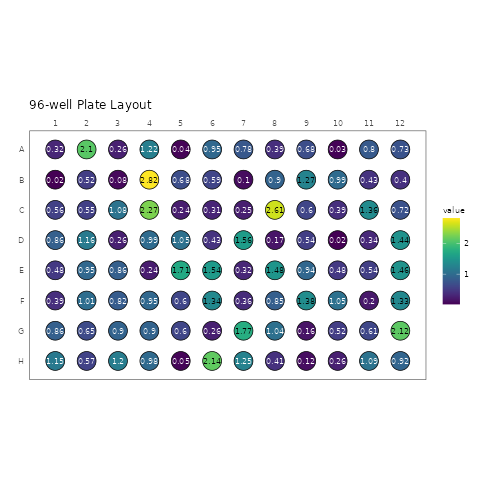 96-well Plate Layout
1 2 3 4 5 6 7 8 9 10 11 12
A 0.32 2.1 0.26 1.22 0.04 0.95 0.78 0.39 0.68 0.03 0.8 0.73
B 0.02 0.52 0.08 2.82 0.68 0.59 0.1 0.9 1.27 0.99 0.43 0.4
C 0.56 0.55 1.08 2.27 0.24 0.31 0.25 2.61 0.6 0.39 1.36 0.72
value
D 0.86 1.16 0.26 0.99 1.05 0.43 1.56 0.17 0.54 0.02 0.34 1.44
2
E 0.48 0.95 0.86 0.24 1.71 1.54 0.32 1.48 0.94 0.48 0.54 1.46
1
F 0.39 1.01 0.82 0.95 0.6 1.34 0.36 0.85 1.38 1.05 0.2 1.33
G 0.86 0.65 0.9 0.9 0.6 0.26 1.77 1.04 0.16 0.52 0.61 2.12
H 1.15 0.57 1.2 0.98 0.05 2.14 1.25 0.41 0.12 0.26 1.09 0.92